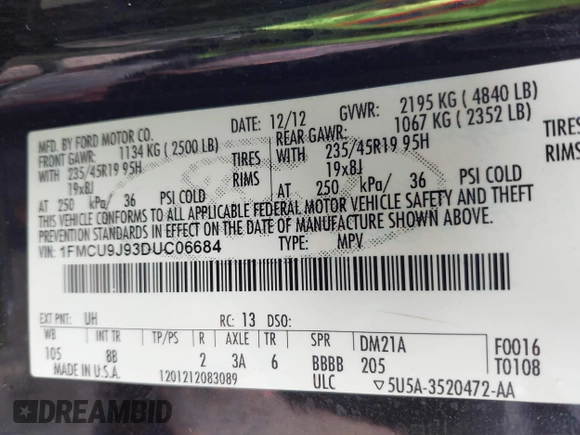 MFD. BY FORD MOTOR CO.
DATE: 12/12
GVWR: 2195 KG ( 4840 LB)
FRONT GAWR: 1134 KG ( 2500 LB)
REAR GAWR: 1067 KG ( 2352 LB)
WITH 235/45R19 95H TIRES
WITH 235/45R19 95H TIRES
19x8J RIMS
19x8J RIMS
AT 250 kPa/ 36 PSI COLD
AT 250 kPa/ 36 PSI COLD
THIS VEHICLE CONFORMS TO ALL APPLICABLE FEDERAL MOTOR VEHICLE SAFETY AND THEFT
PREVENTION STANDARDS IN EFFECT ON THE DATE OF MANUFACTURE SHOWN ABOVE.
VIN: 1FMCU9J93DUC06684
TYPE: MPV
EXT PNT: UH RC: 13 DSO:
WB INT TR TP/PS R AXLE TR SPR DM21A F0016
105 8B 2 3A 6 BBBB 205 T0108
MADE IN U.S.A. 1201212083089 ULC ▽5U5A-3520472-AA
DREAMBID